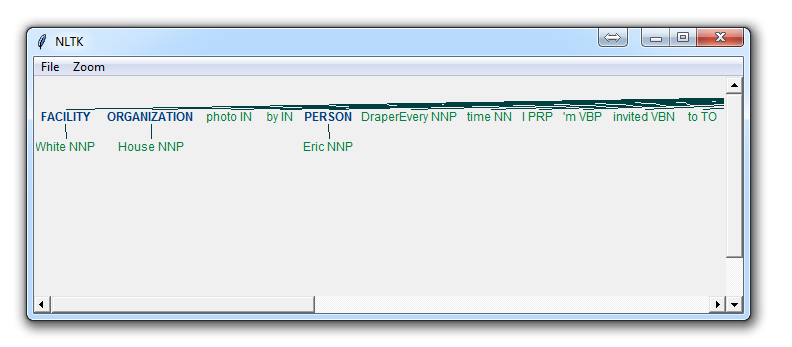 NLTK
File Zoom
FACILITY ORGANIZATION photo IN by IN PERSON DraperEvery NNP time NN I PRP 'm VBP invited VBN to TO
White NNP House NNP Eric NNP